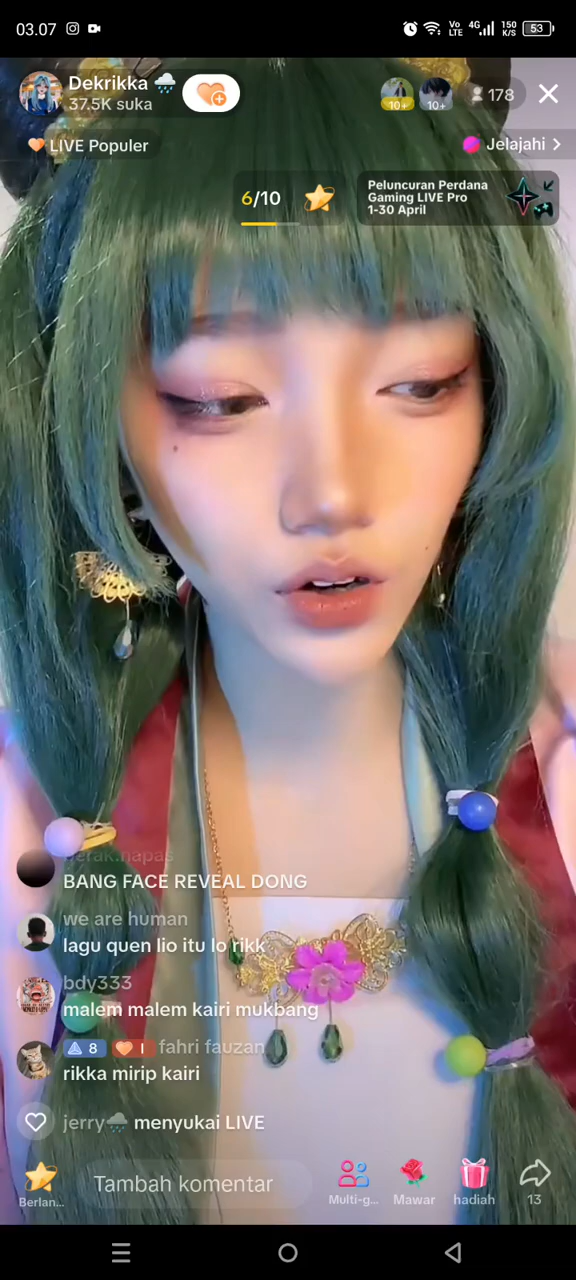 03.07
Vo
LTE
4G
150
K/S
53
Dekrikka
37.5K suka
10+
10+
178
LIVE Populer
Jelajahi
6/10
Peluncuran Perdana
Gaming LIVE Pro
1-30 April
berak.napas
BANG FACE REVEAL DONG
we are human
lagu quen lio itu lo rikk
bdy333
malem malem kairi mukbang
8
I
fahri fauzan
rikka mirip kairi
jerry menyukai LIVE
Berlan...
Tambah komentar
Multi-g...
Mawar
hadiah
13